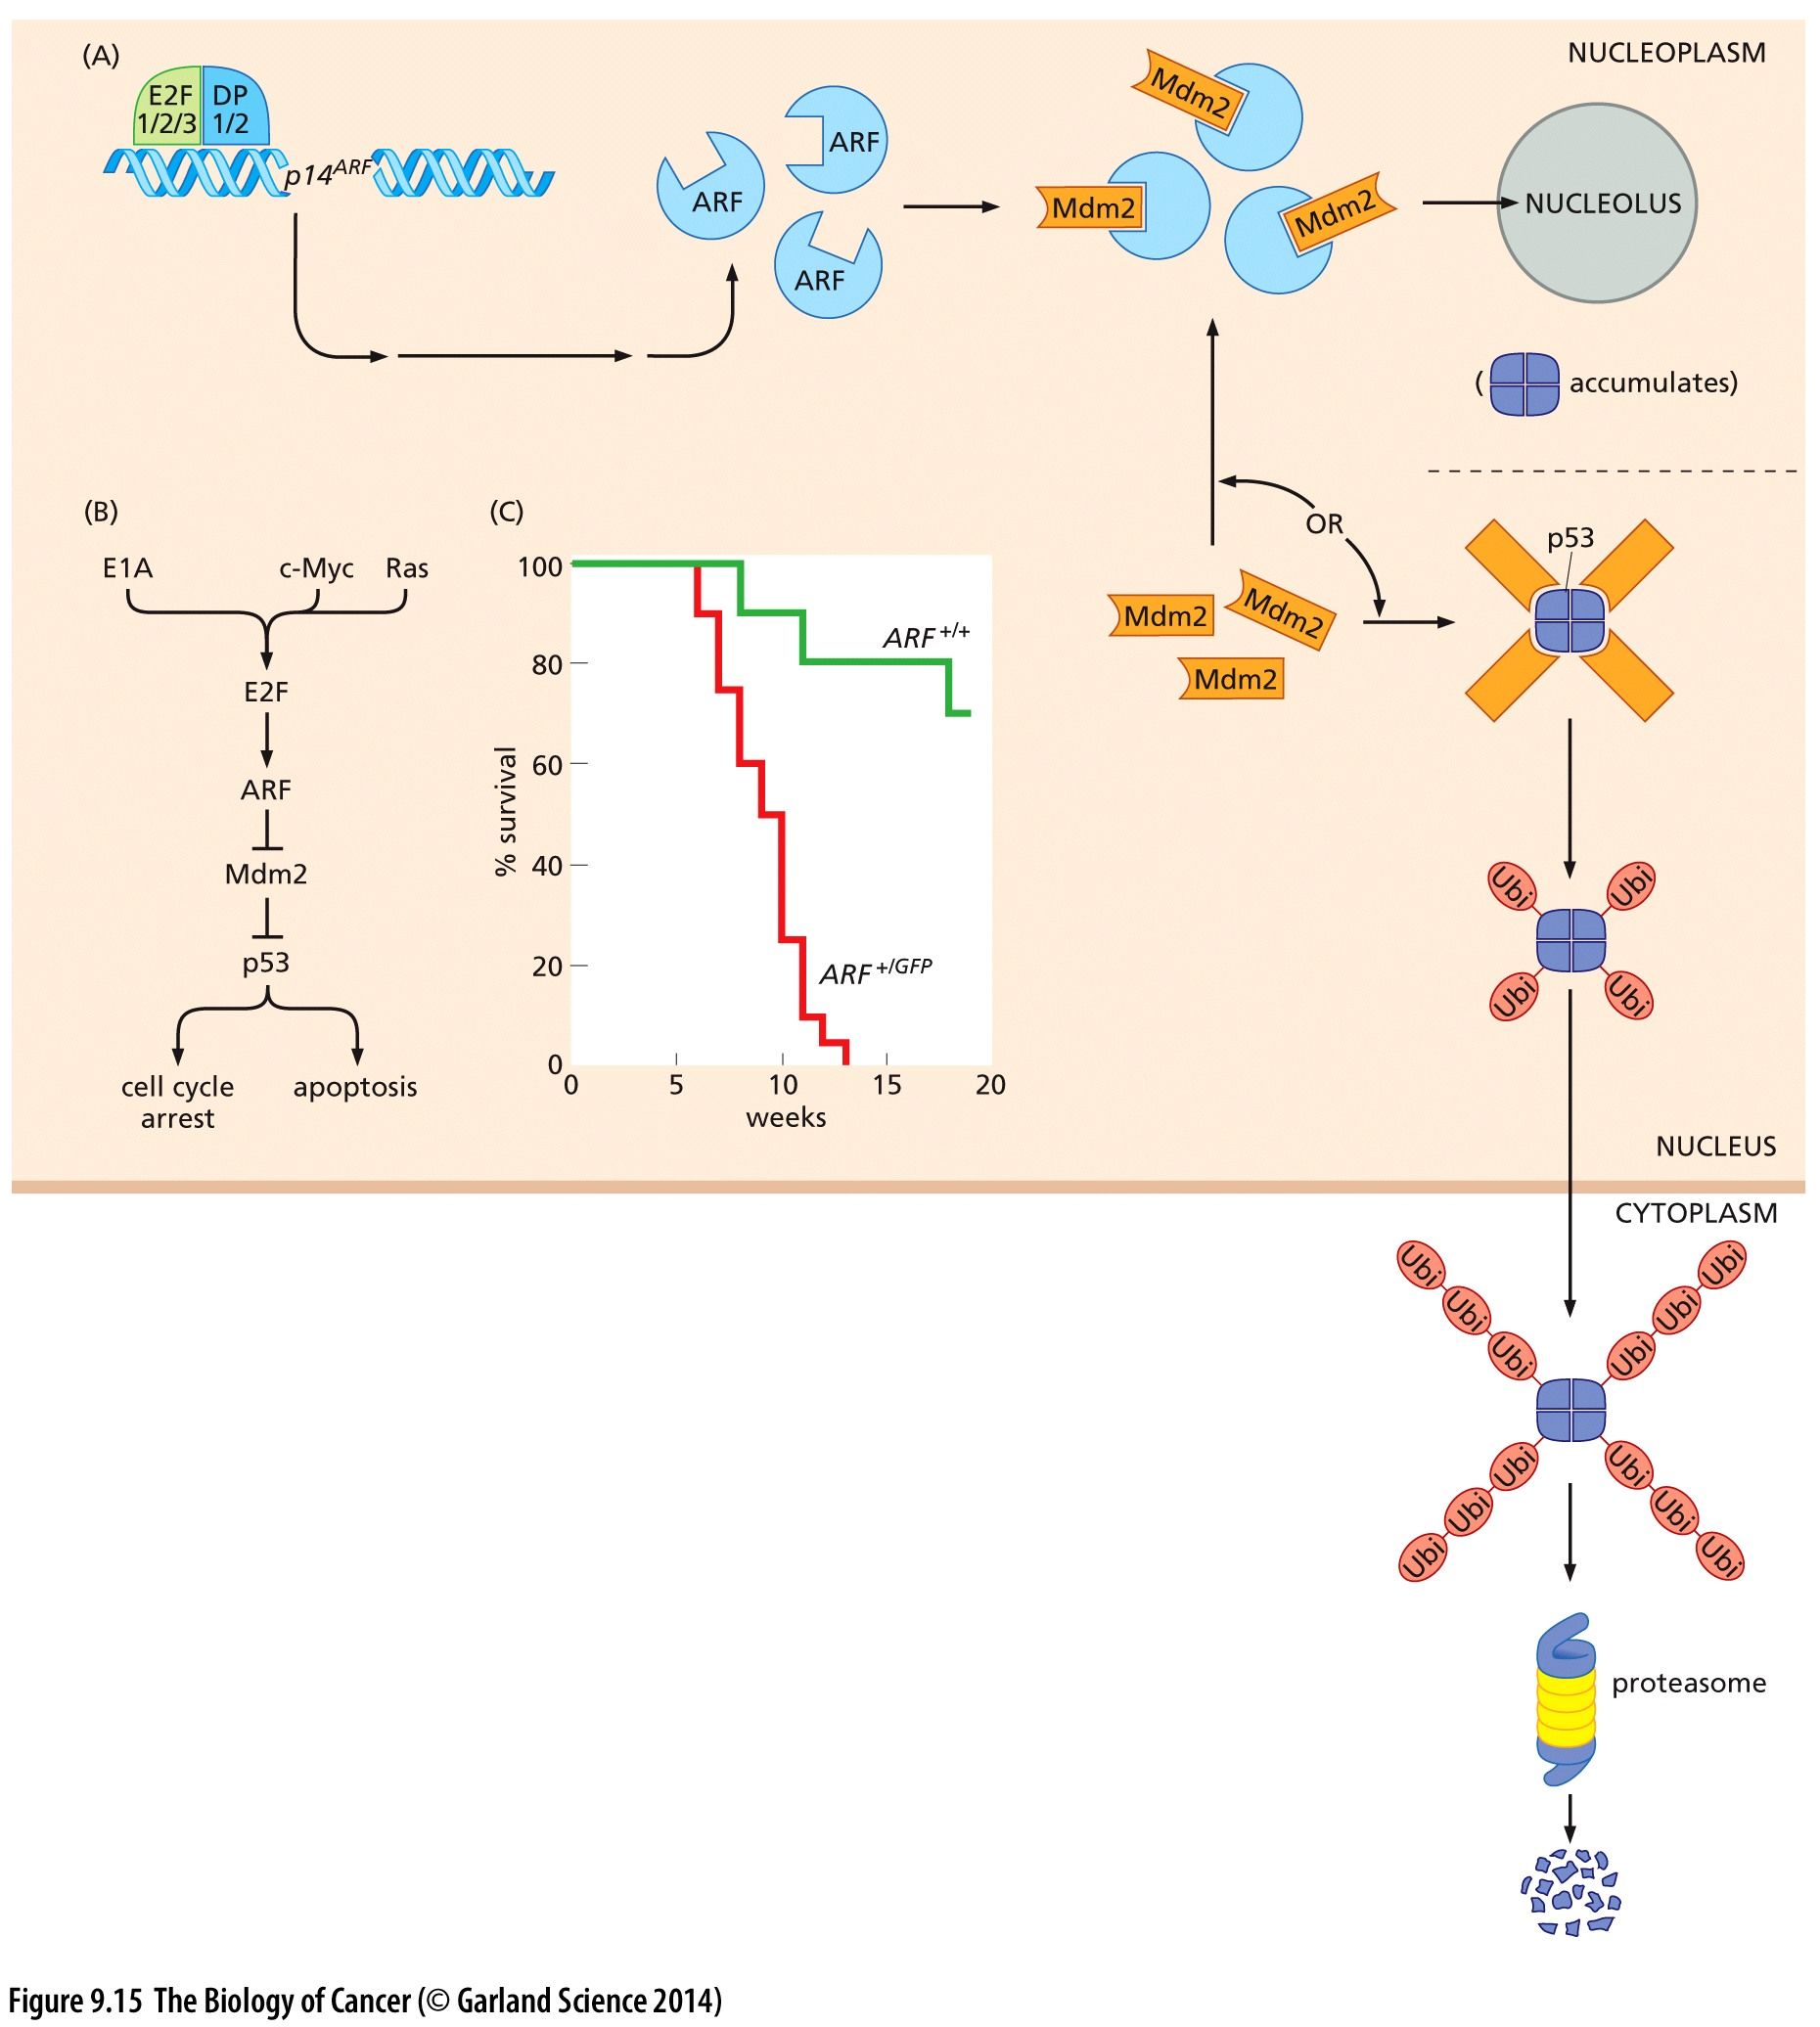 (A)
E2F
1/2/3
DP
1/2
p14ARF
ARF
ARF
ARF
Mdm2
Mdm2
Mdm2
NUCLEOPLASM
NUCLEOLUS
( accumulates)
OR
Mdm2
Mdm2
Mdm2
p53
Ubi
Ubi
Ubi
Ubi
NUCLEUS
CYTOPLASM
Ubi
Ubi
Ubi
Ubi
Ubi
Ubi
Ubi
Ubi
Ubi
Ubi
Ubi
Ubi
proteasome
(B)
E1A
c-Myc
Ras
E2F
ARF
Mdm2
p53
cell cycle
arrest
apoptosis
(C)
% survival
100
80
60
40
20
0
ARF+/+
ARF+/GFP
0 5 10 15 20
weeks
Figure 9.15 The Biology of Cancer (© Garland Science 2014)